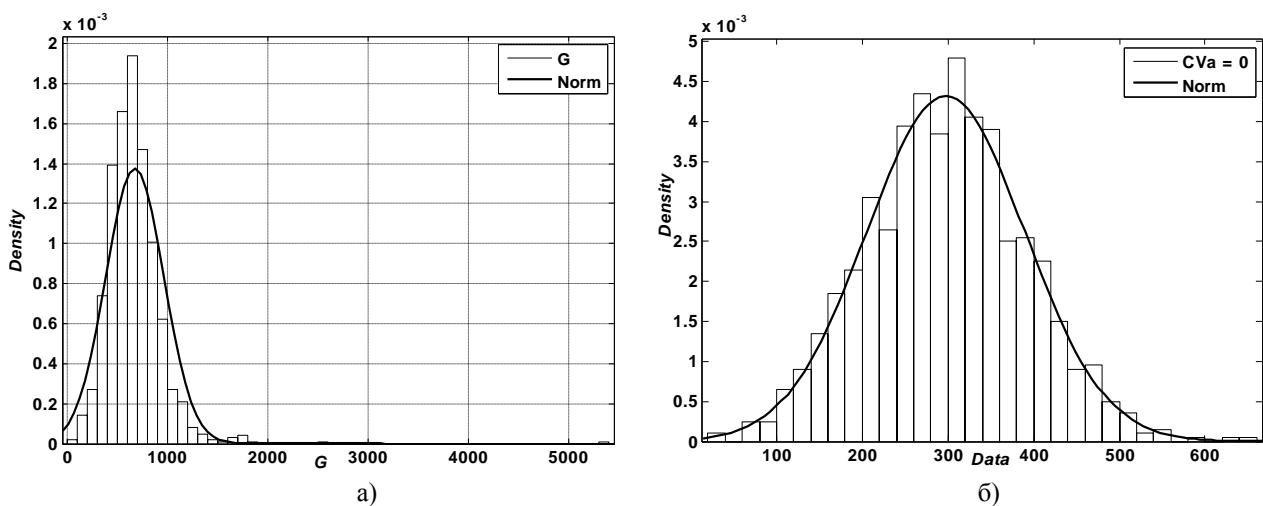 x 10⁻³
2
1.8
1.6
1.4
1.2
1
0.8
0.6
0.4
0.2
0
Density
0 1000 2000 3000 4000 5000
G
G
Norm
а)
x 10⁻³
5
4.5
4
3.5
3
2.5
2
1.5
1
0.5
0
Density
100 200 300 400 500 600
Data
CVa = 0
Norm
б)